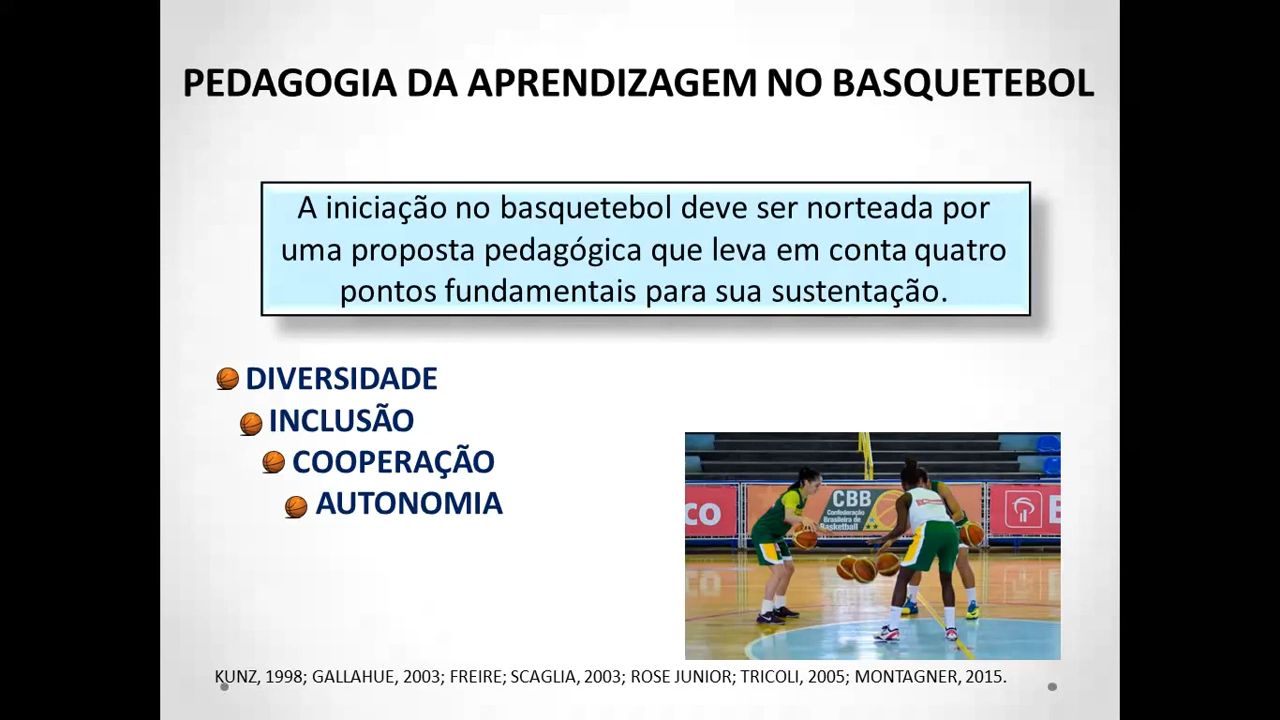 PEDAGOGIA DA APRENDIZAGEM NO BASQUETEBOL
A iniciação no basquetebol deve ser norteada por
uma proposta pedagógica que leva em conta quatro
pontos fundamentais para sua sustentação.
DIVERSIDADE
INCLUSÃO
COOPERAÇÃO
AUTONOMIA
CBB
Confederação
Brasileira de
Basketball
co
KUNZ, 1998; GALLAHUE, 2003; FREIRE; SCAGLIA, 2003; ROSE JUNIOR; TRICOLI, 2005; MONTAGNER, 2015.